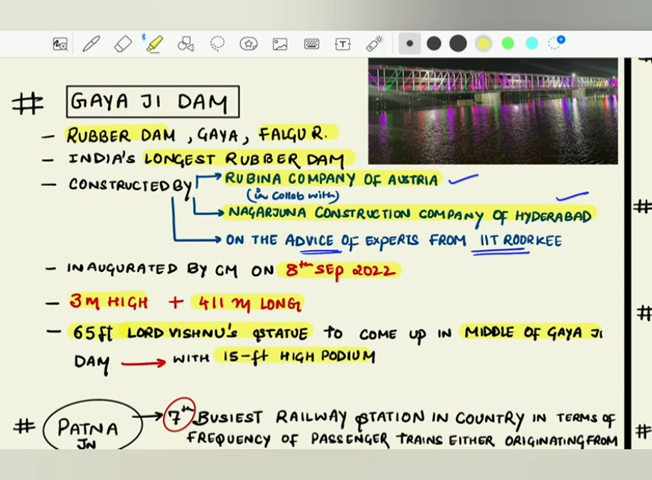 # GAYA JI DAM
- RUBBER DAM, GAYA, FALGU R.
- INDIA'S LONGEST RUBBER DAM
- CONSTRUCTED BY → RUBINA COMPANY OF AUSTRIA
(in collab with)
→ NAGARJUNA CONSTRUCTION COMPANY OF HYDERABAD
→ ON THE ADVICE OF EXPERTS FROM IIT ROORKEE
- INAUGURATED BY CM ON 8th SEP 2022
- 3M HIGH + 411 M LONG
- 65ft LORD VISHNU'S STATUE TO COME UP IN MIDDLE OF GAYA JI
DAM → WITH 15-ft HIGH PODIUM
# PATNA JN → 7th BUSIEST RAILWAY STATION IN COUNTRY IN TERMS OF
FREQUENCY OF PASSENGER TRAINS EITHER ORIGINATING FROM